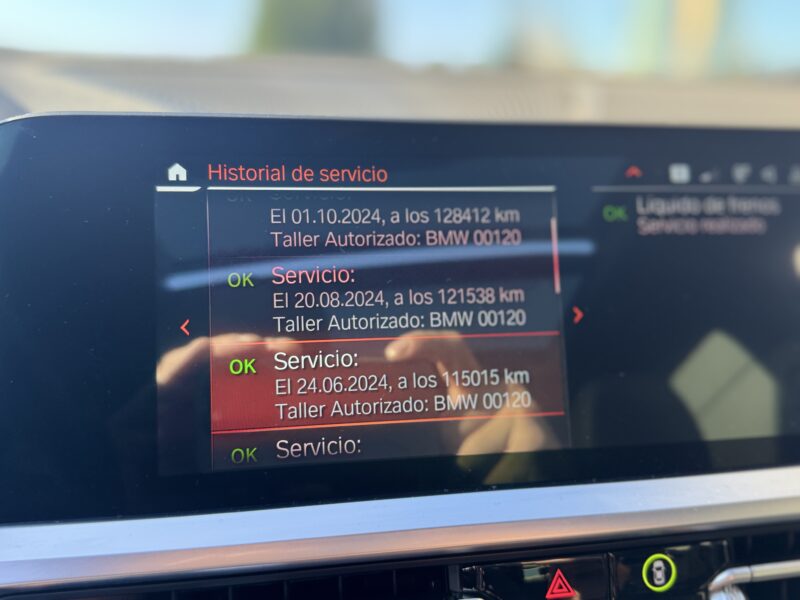 Historial de servicio
El 01.10.2024, a los 128412 km
Taller Autorizado: BMW 00120
OK Servicio:
El 20.08.2024, a los 121538 km
Taller Autorizado: BMW 00120
OK Servicio:
El 24.06.2024, a los 115015 km
Taller Autorizado: BMW 00120
OK Servicio:
OK Líquido de frenos
Servicio realizado